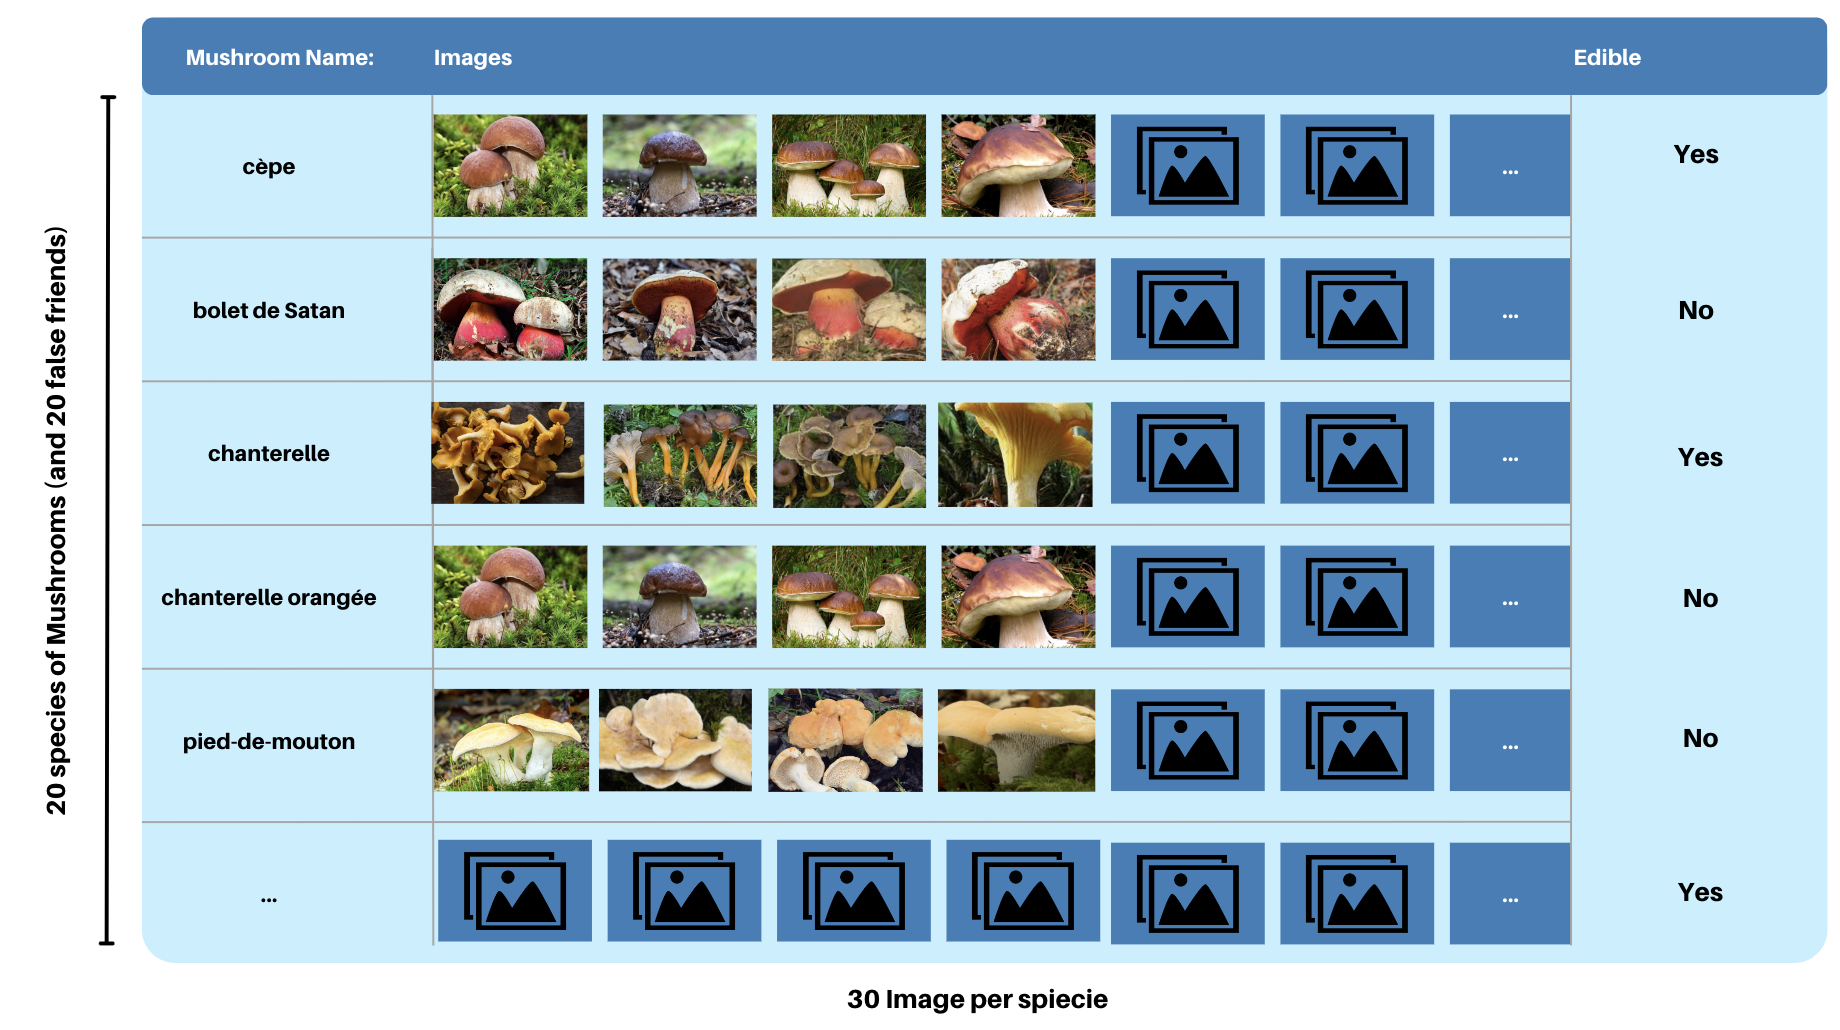 Mushroom Name: Images Edible
cèpe ... Yes
bolet de Satan ... No
chanterelle ... Yes
chanterelle orangée ... No
pied-de-mouton ... No
... ... Yes
20 species of Mushrooms (and 20 false friends)
30 Image per spiecie